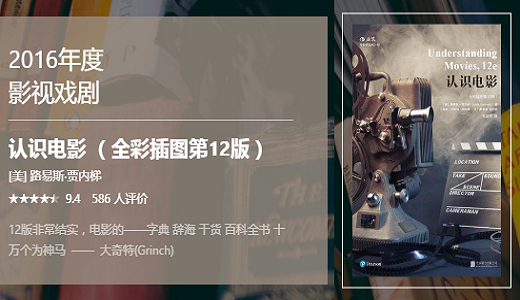 2016年度
影视戏剧
认识电影（全彩插图第12版）
[美] 路易斯·贾内梯
9.4 586 人评价
12版非常结实，电影的——字典 辞海 干货 百科全书 十
万个为神马 —— 大奇特(Grinch)
Understanding
Movies, 12e
认识电影
LOCATION
TAKE
SOUND
SCENE
DIRECTOR
CAMERAMAN
Pearson